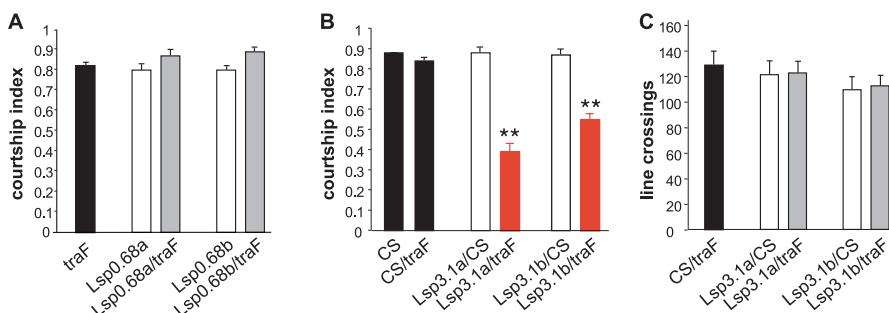 A
courtship index
0.9
0.8
0.7
0.6
0.5
0.4
0.3
0.2
0.1
0
traF
Lsp0.68a
Lsp0.68a/traF
Lsp0.68b
Lsp0.68b/traF
B
courtship index
1
0.9
0.8
0.7
0.6
0.5
0.4
0.3
0.2
0.1
0
**
**
CS
CS/traF
Lsp3.1a/CS
Lsp3.1a/traF
Lsp3.1b/CS
Lsp3.1b/traF
C
line crossings
160
140
120
100
80
60
40
20
0
CS/traF
Lsp3.1a/CS
Lsp3.1a/traF
Lsp3.1b/CS
Lsp3.1b/traF